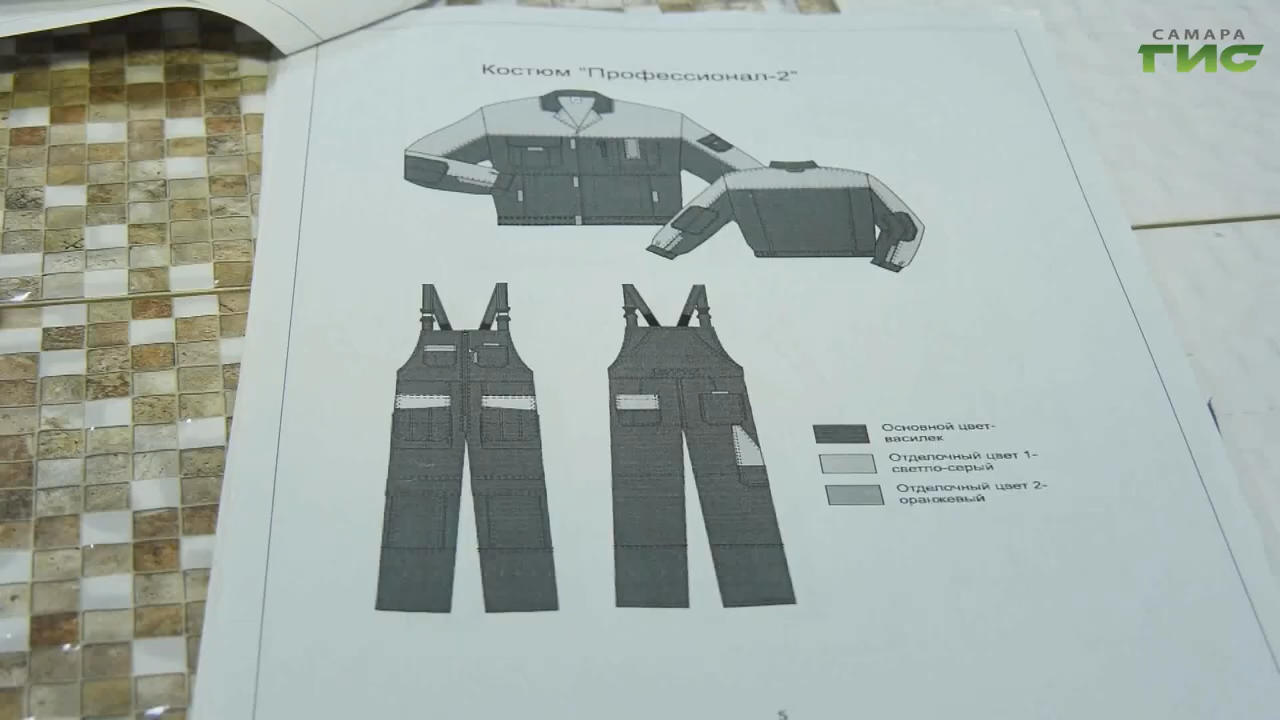 САМАРА
ГИС
Костюм "Профессионал-2"
Основной цвет-
василек
Отделочный цвет 1-
светло-серый
Отделочный цвет 2-
оранжевый
5